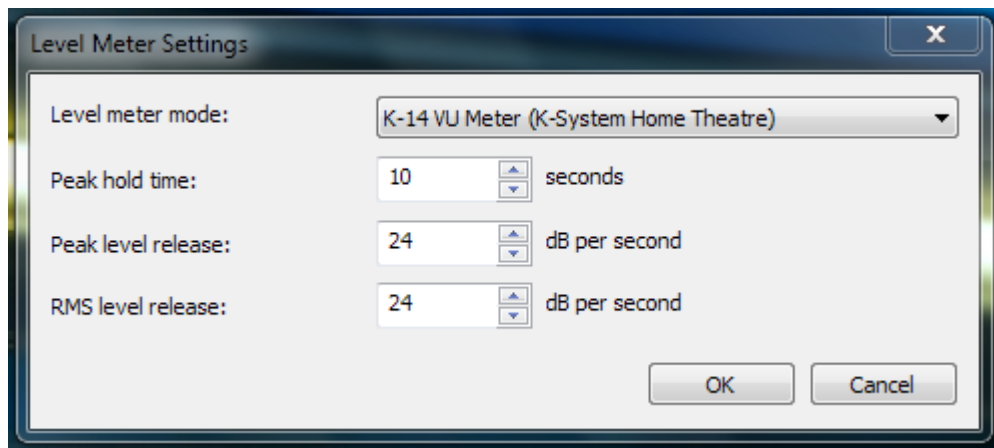 Level Meter Settings
x
Level meter mode: K-14 VU Meter (K-System Home Theatre)
Peak hold time: 10 seconds
Peak level release: 24 dB per second
RMS level release: 24 dB per second
OK Cancel